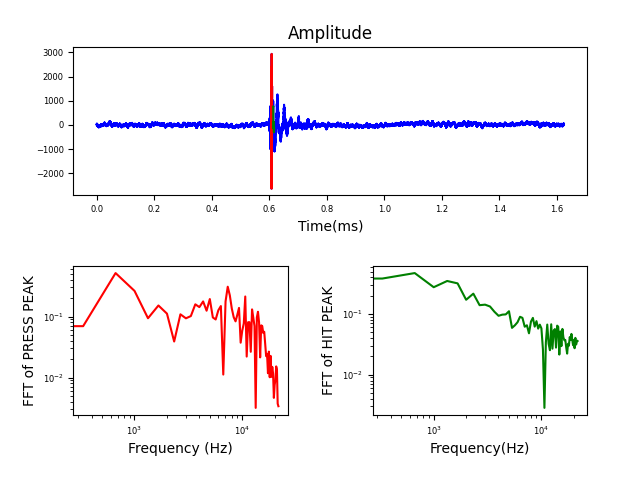 Amplitude
3000
2000
1000
0
−1000
−2000
0.0 0.2 0.4 0.6 0.8 1.0 1.2 1.4 1.6
Time(ms)
FFT of PRESS PEAK
10⁻¹
10⁻²
10³ 10⁴
Frequency (Hz)
FFT of HIT PEAK
10⁻¹
10⁻²
10³ 10⁴
Frequency(Hz)